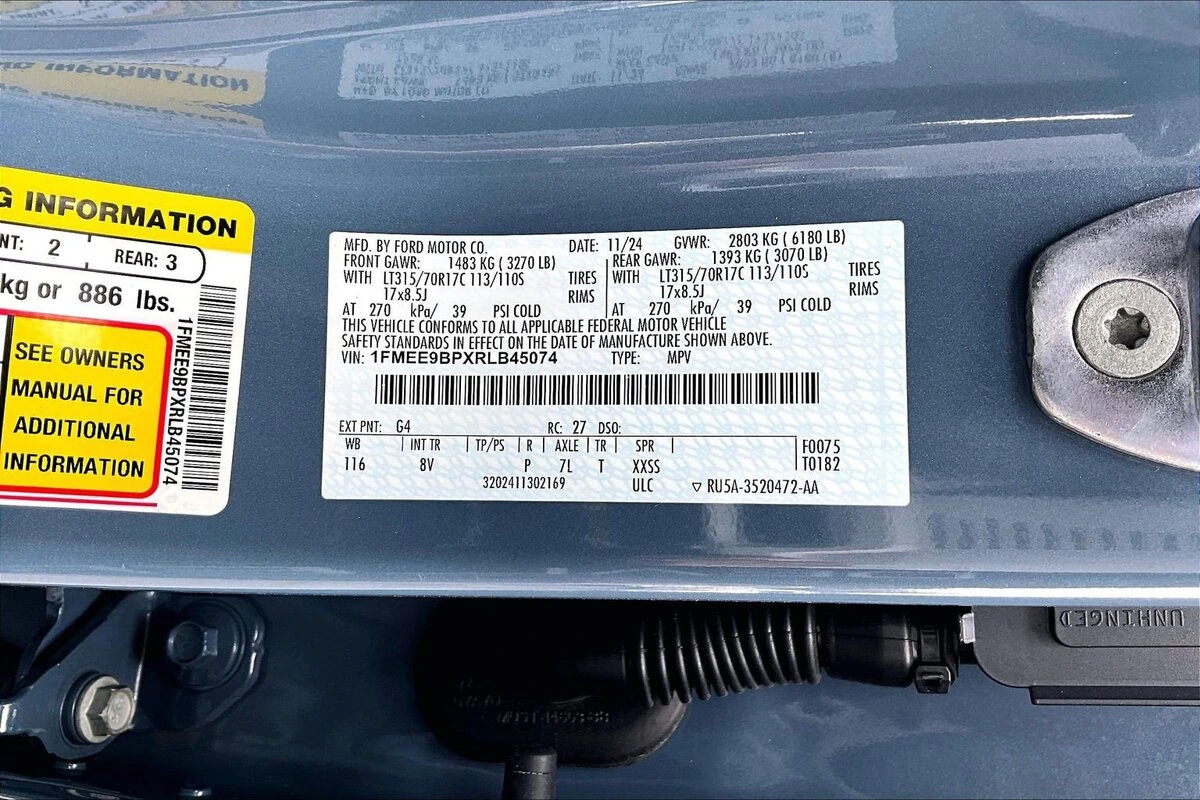 G INFORMATION
NT: 2 REAR: 3
kg or 886 lbs.
SEE OWNERS
MANUAL FOR
ADDITIONAL
INFORMATION
1FMEE9BPXRLB45074
MFD. BY FORD MOTOR CO. DATE: 11/24 GVWR: 2803 KG ( 6180 LB)
FRONT GAWR: 1483 KG ( 3270 LB) REAR GAWR: 1393 KG ( 3070 LB)
WITH LT315/70R17C 113/110S TIRES WITH LT315/70R17C 113/110S TIRES
17x8.5J RIMS 17x8.5J RIMS
AT 270 kPa/ 39 PSI COLD AT 270 kPa/ 39 PSI COLD
THIS VEHICLE CONFORMS TO ALL APPLICABLE FEDERAL MOTOR VEHICLE
SAFETY STANDARDS IN EFFECT ON THE DATE OF MANUFACTURE SHOWN ABOVE.
VIN: 1FMEE9BPXRLB45074 TYPE: MPV
EXT PNT: G4 RC: 27 DSO:
WB INT TR TP/PS R AXLE TR SPR F0075
116 8V P 7L T XXSS T0182
3202411302169 ULC ▽ RU5A-3520472-AA
UNHINGED